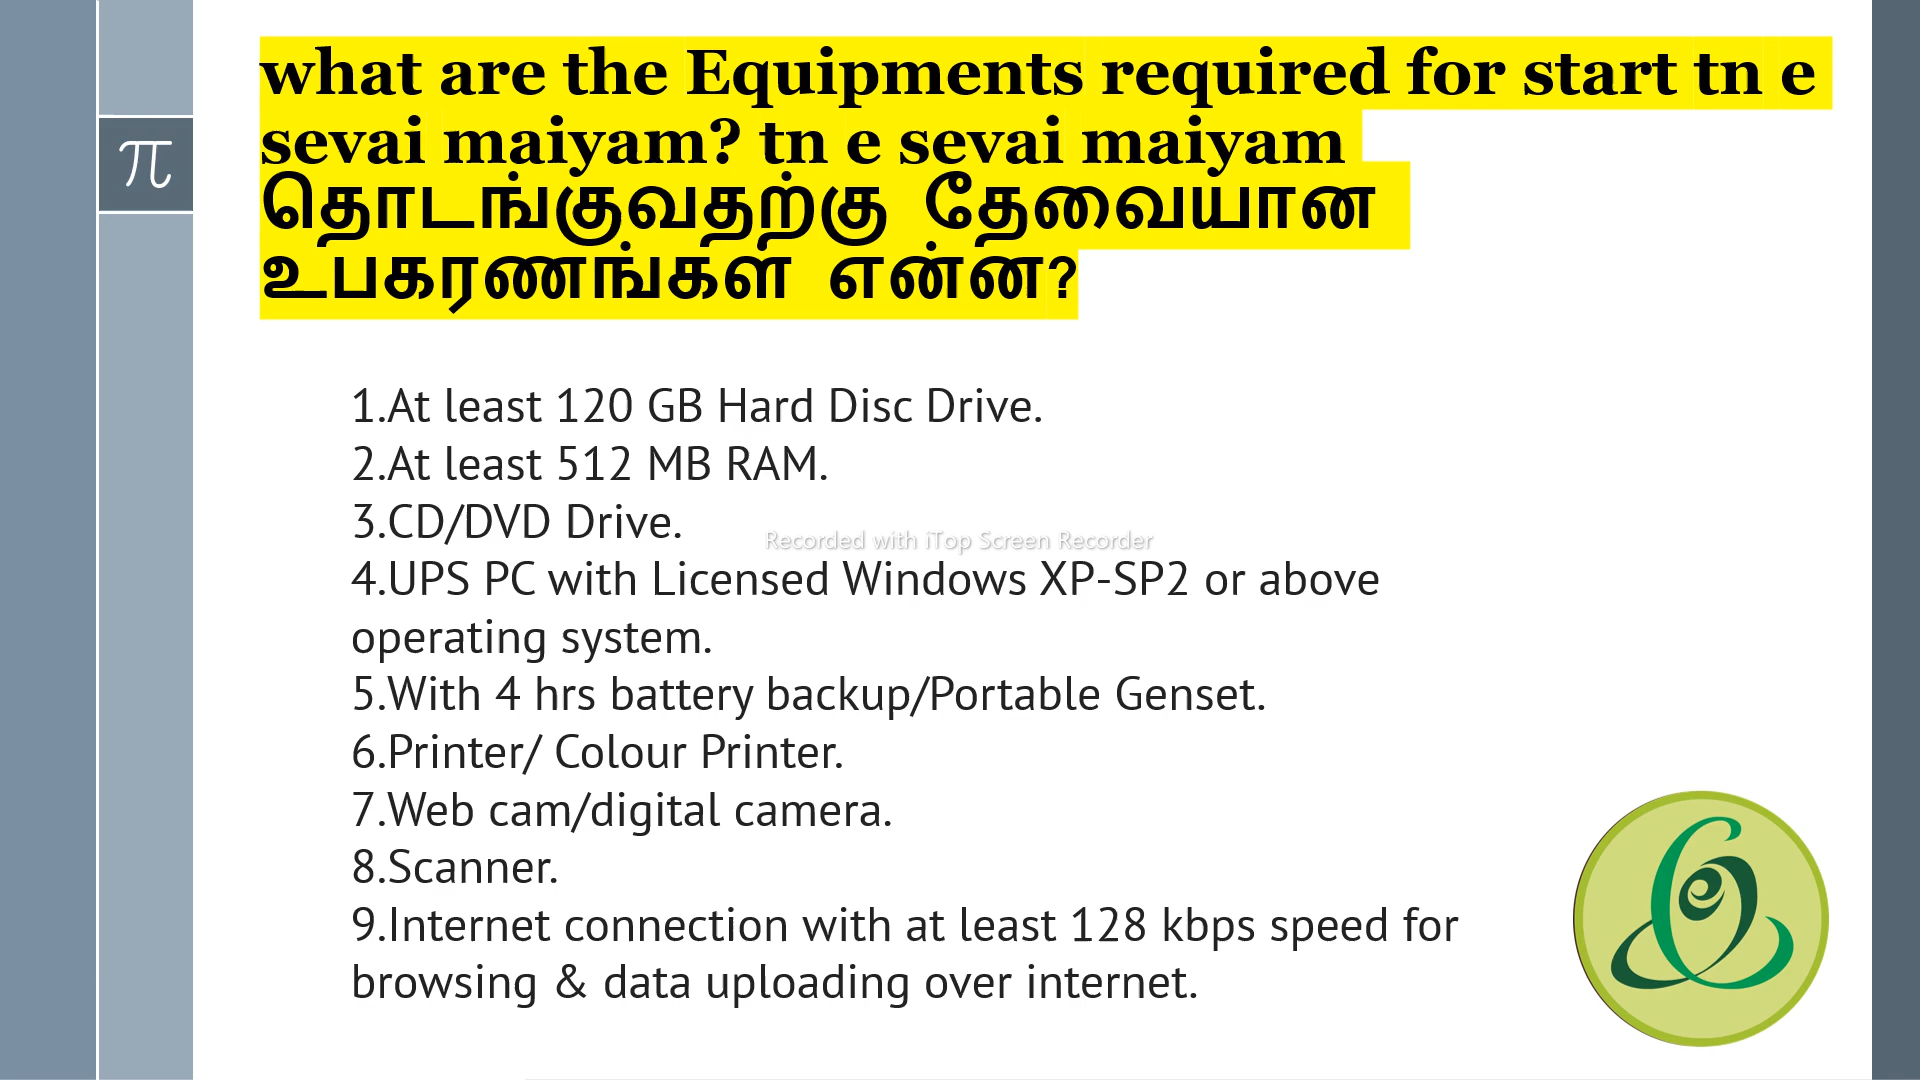 what are the Equipments required for start tn e
sevai maiyam? tn e sevai maiyam
தொடங்குவதற்கு தேவையான
உபகரணங்கள் என்ன?
π
1.At least 120 GB Hard Disc Drive.
2.At least 512 MB RAM.
3.CD/DVD Drive.
Recorded with iTop Screen Recorder
4.UPS PC with Licensed Windows XP-SP2 or above
operating system.
5.With 4 hrs battery backup/Portable Genset.
6.Printer/ Colour Printer.
7.Web cam/digital camera.
8.Scanner.
9.Internet connection with at least 128 kbps speed for
browsing & data uploading over internet.